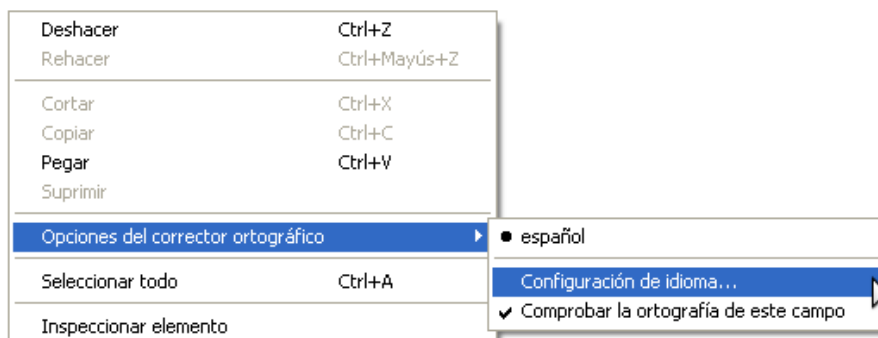 Deshacer Ctrl+Z
Rehacer Ctrl+Mayús+Z
Cortar Ctrl+X
Copiar Ctrl+C
Pegar Ctrl+V
Suprimir
Opciones del corrector ortográfico
español
Seleccionar todo Ctrl+A
Configuración de idioma...
Comprobar la ortografía de este campo
Inspeccionar elemento